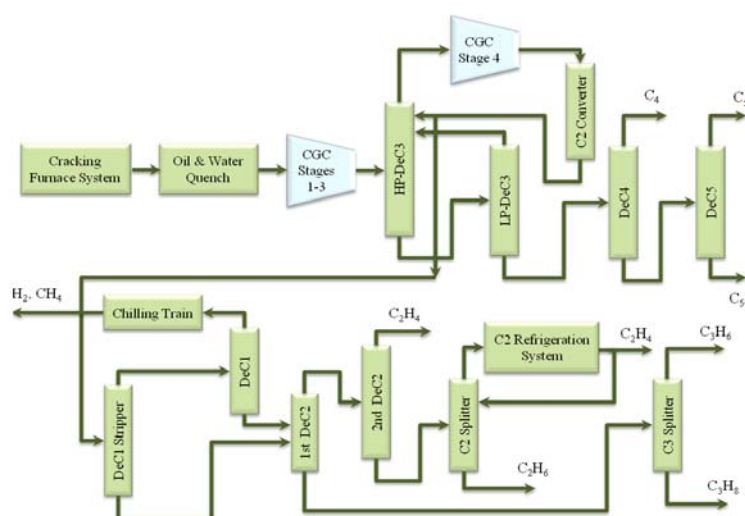 CGC
Stage 4
C2 Converter
C₄
Cracking
Furnace System
Oil & Water
Quench
CGC
Stages
1-3
HP-DeC3
LP-DeC3
DeC4
DeC5
H₂. CH₄
Chilling Train
DeC1
DeC1 Stripper
1st DeC2
2nd DeC2
C₂H₄
C2 Splitter
C2 Refrigeration
System
C₂H₄
C₂H₆
C3 Splitter
C₃H₆
C₃H₈